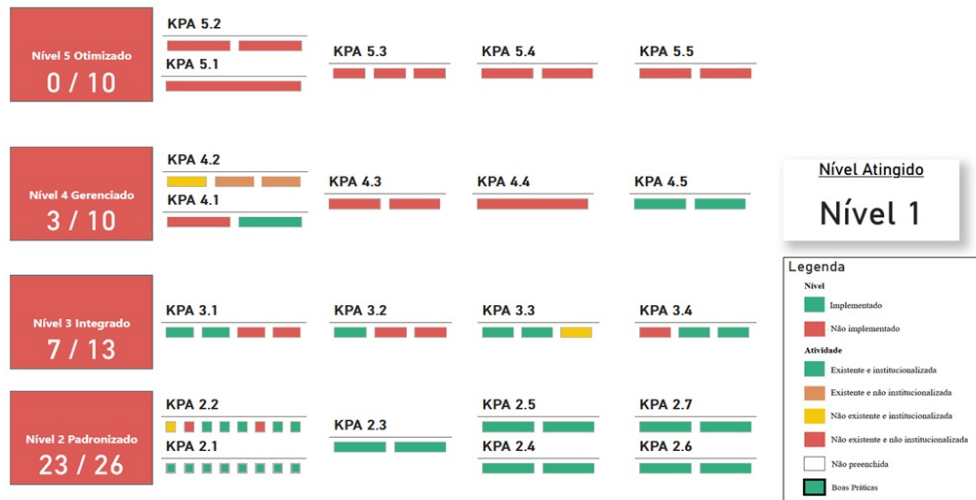 Nível 5 Otimizado
0 / 10
KPA 5.2
KPA 5.1
KPA 5.3
KPA 5.4
KPA 5.5
Nível 4 Gerenciado
3 / 10
KPA 4.2
KPA 4.1
KPA 4.3
KPA 4.4
KPA 4.5
Nível 3 Integrado
7 / 13
KPA 3.1
KPA 3.2
KPA 3.3
KPA 3.4
Nível 2 Padronizado
23 / 26
KPA 2.2
KPA 2.1
KPA 2.3
KPA 2.5
KPA 2.4
KPA 2.7
KPA 2.6
Nível Atingido
Nível 1
Legenda
Nível
Implementado
Não implementado
Atividade
Existente e institucionalizada
Existente e não institucionalizada
Não existente e institucionalizada
Não existente e não institucionalizada
Não preenchida
Boas Práticas